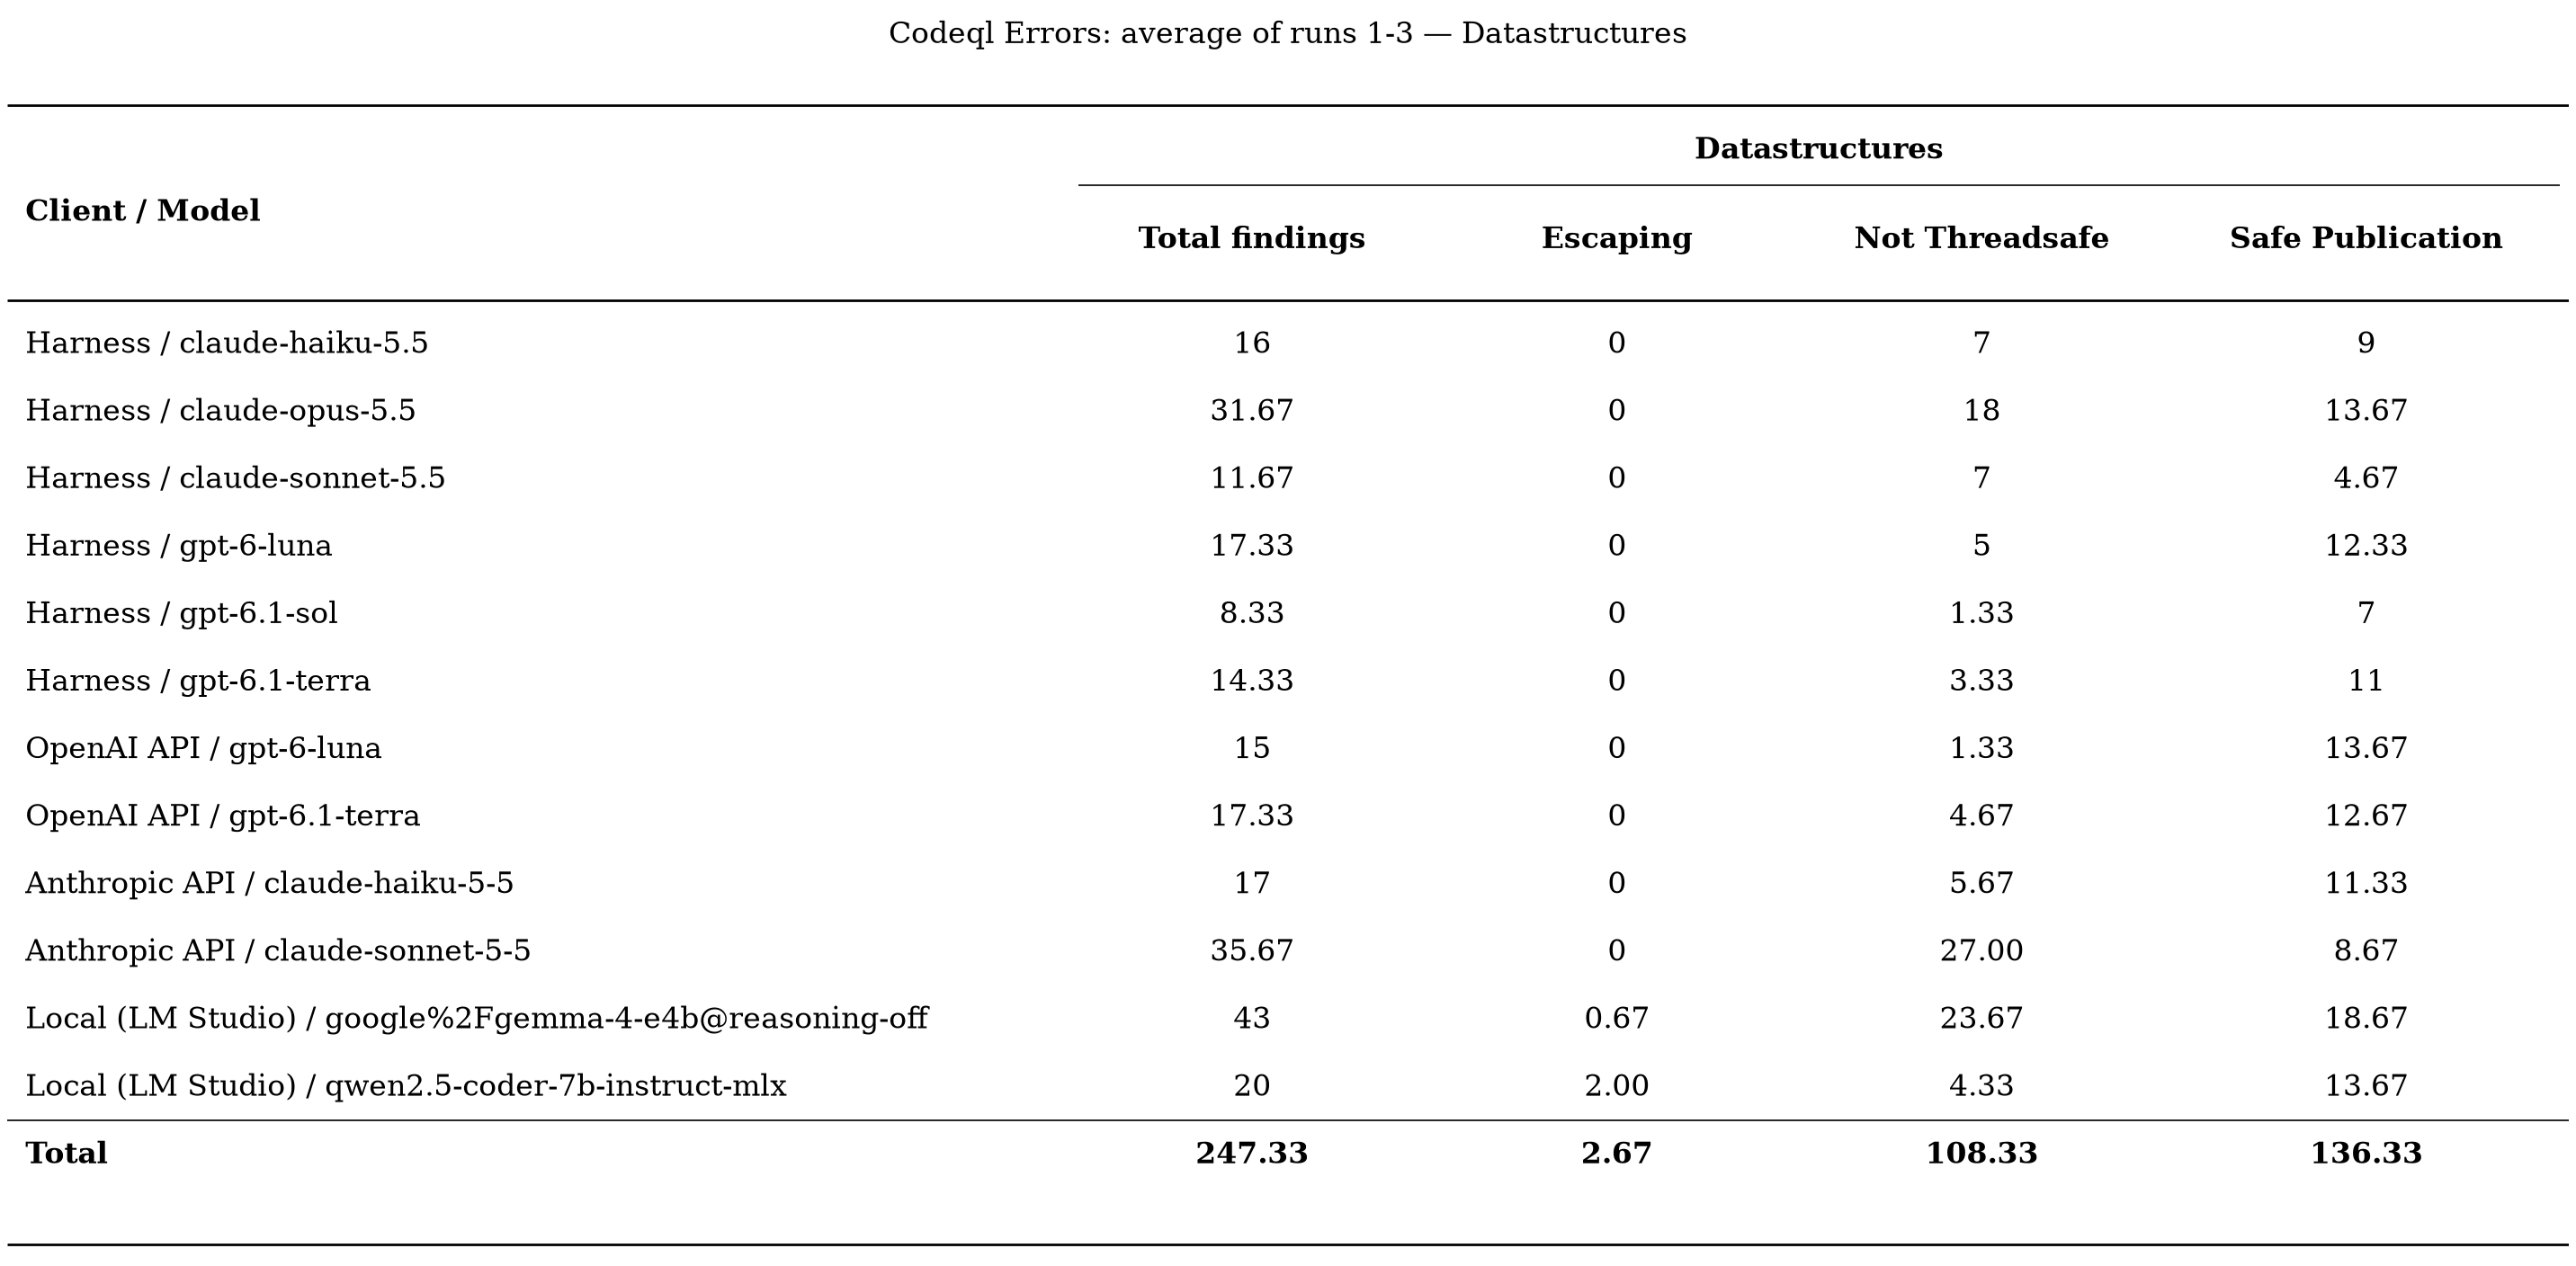 Codeql Errors: average of runs 1-3 — Datastructures
Datastructures
Client / Model
Total findings Escaping Not Threadsafe Safe Publication
Harness / claude-haiku-5.5 16 0 7 9
Harness / claude-opus-5.5 31.67 0 18 13.67
Harness / claude-sonnet-5.5 11.67 0 7 4.67
Harness / gpt-6-luna 17.33 0 5 12.33
Harness / gpt-6.1-sol 8.33 0 1.33 7
Harness / gpt-6.1-terra 14.33 0 3.33 11
OpenAI API / gpt-6-luna 15 0 1.33 13.67
OpenAI API / gpt-6.1-terra 17.33 0 4.67 12.67
Anthropic API / claude-haiku-5-5 17 0 5.67 11.33
Anthropic API / claude-sonnet-5-5 35.67 0 27.00 8.67
Local (LM Studio) / google%2Fgemma-4-e4b@reasoning-off 43 0.67 23.67 18.67
Local (LM Studio) / qwen2.5-coder-7b-instruct-mlx 20 2.00 4.33 13.67
Total 247.33 2.67 108.33 136.33